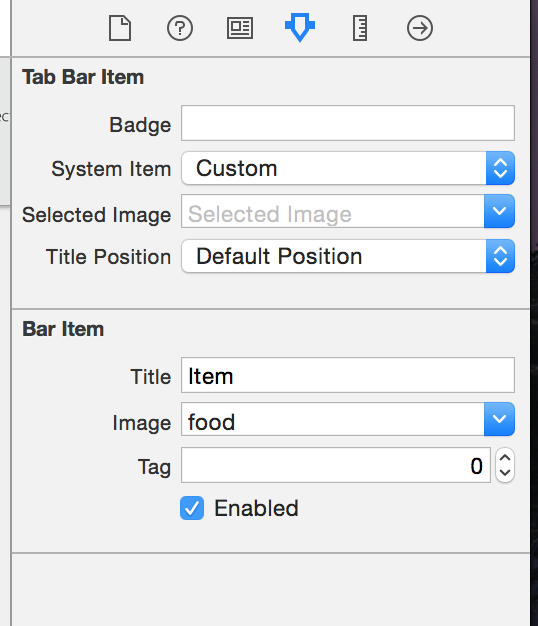 Tab Bar Item
Badge
System Item Custom
Selected Image Selected Image
Title Position Default Position
Bar Item
Title Item
Image food
Tag 0
Enabled